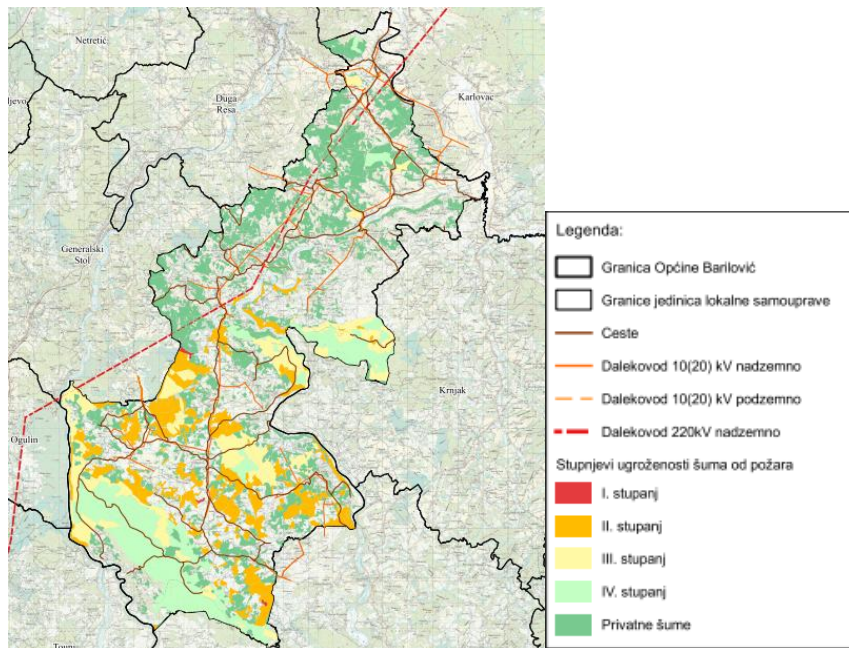 Netretić
Duga
Resa
Karlovac
Generalski
Stol
Krnjak
Ogulin
Legenda:
Granica Općine Barilović
Granice jedinica lokalne samouprave
Ceste
Dalekovod 10(20) kV nadzemno
Dalekovod 10(20) kV podzemno
Dalekovod 220kV nadzemno
Stupnjevi ugroženosti šuma od požara
I. stupanj
II. stupanj
III. stupanj
IV. stupanj
Privatne šume